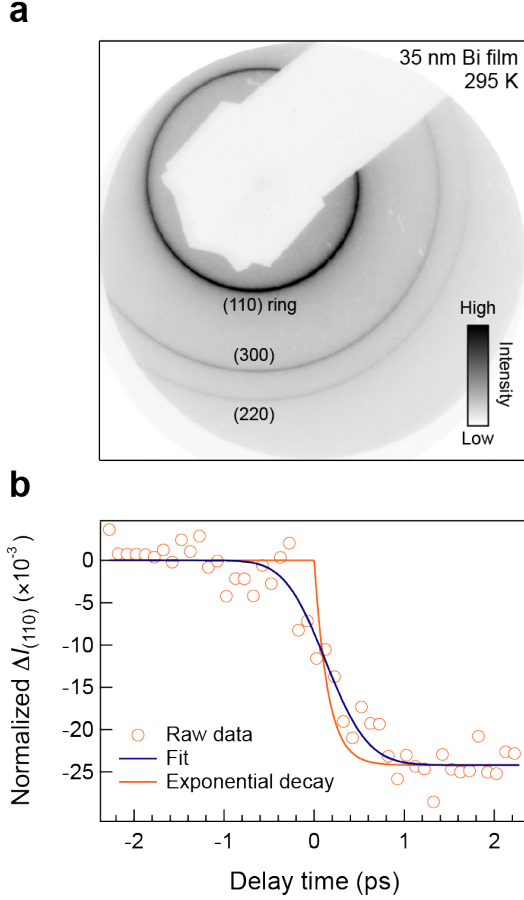 a
35 nm Bi film
295 K
(110) ring
(300)
(220)
High
Intensity
Low
b
Normalized ΔI(110) (×10-3)
0
-5
-10
-15
-20
-25
Raw data
Fit
Exponential decay
-2
-1
0
1
2
Delay time (ps)